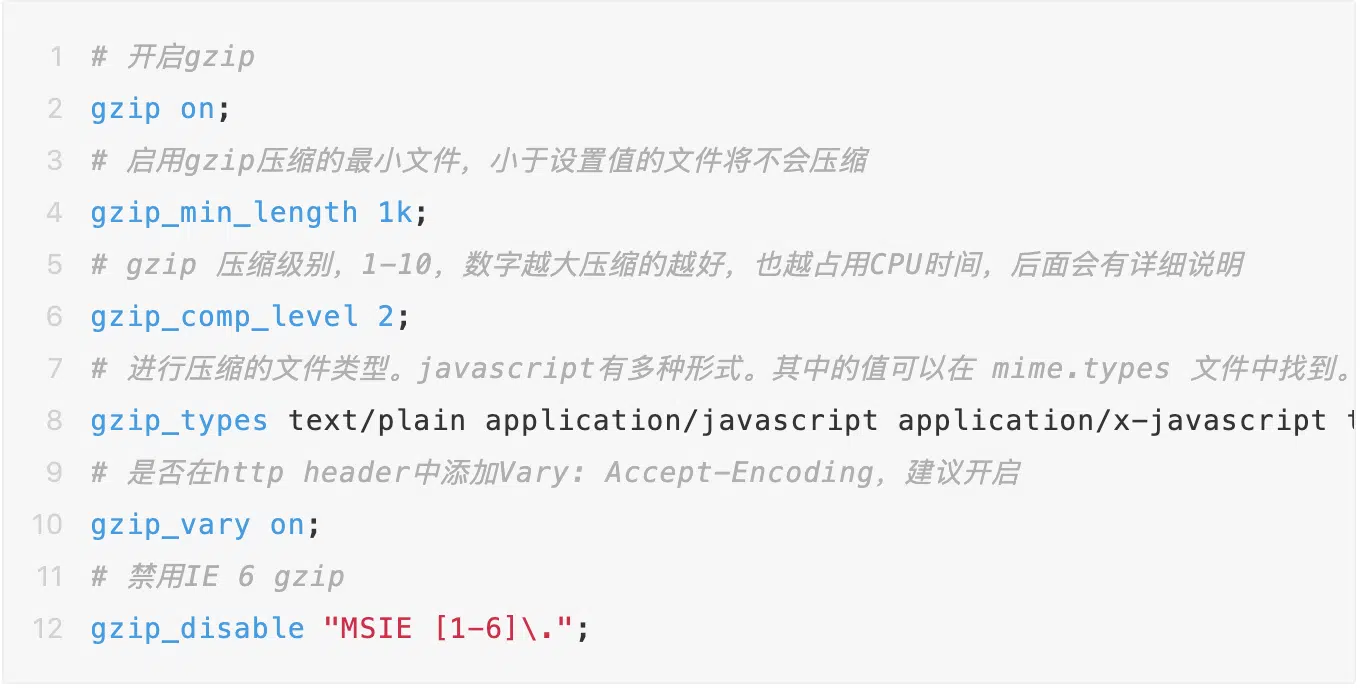 1 # 开启gzip
2 gzip on;
3 # 启用gzip压缩的最小文件，小于设置值的文件将不会压缩
4 gzip_min_length 1k;
5 # gzip 压缩级别，1-10，数字越大压缩的越好，也越占用CPU时间，后面会有详细说明
6 gzip_comp_level 2;
7 # 进行压缩的文件类型。javascript有多种形式。其中的值可以在 mime.types 文件中找到。
8 gzip_types text/plain application/javascript application/x-javascript
9 # 是否在http header中添加Vary: Accept-Encoding，建议开启
10 gzip_vary on;
11 # 禁用IE 6 gzip
12 gzip_disable "MSIE [1-6]\.";